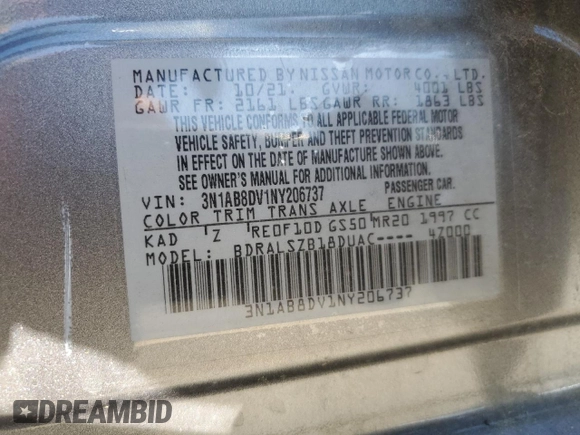 MANUFACTURED BY NISSAN MOTOR CO., LTD.
DATE: 10/21 GVWR: 4001 LBS
GAWR FR: 2161 LBS GAWR RR: 1863 LBS
THIS VEHICLE CONFORMS TO ALL APPLICABLE FEDERAL MOTOR
VEHICLE SAFETY, BUMPER AND THEFT PREVENTION STANDARDS
IN EFFECT ON THE DATE OF MANUFACTURE SHOWN ABOVE.
SEE OWNER'S MANUAL FOR ADDITIONAL INFORMATION.
VIN: 3N1AB8DV1NY206737 PASSENGER CAR.
COLOR TRIM TRANS AXLE ENGINE
KAD Z RE0F10D GS50 MR20 1997 CC
MODEL: BDRALSZB18DUAC---- 47000
3N1AB8DV1NY206737
DREAMBID